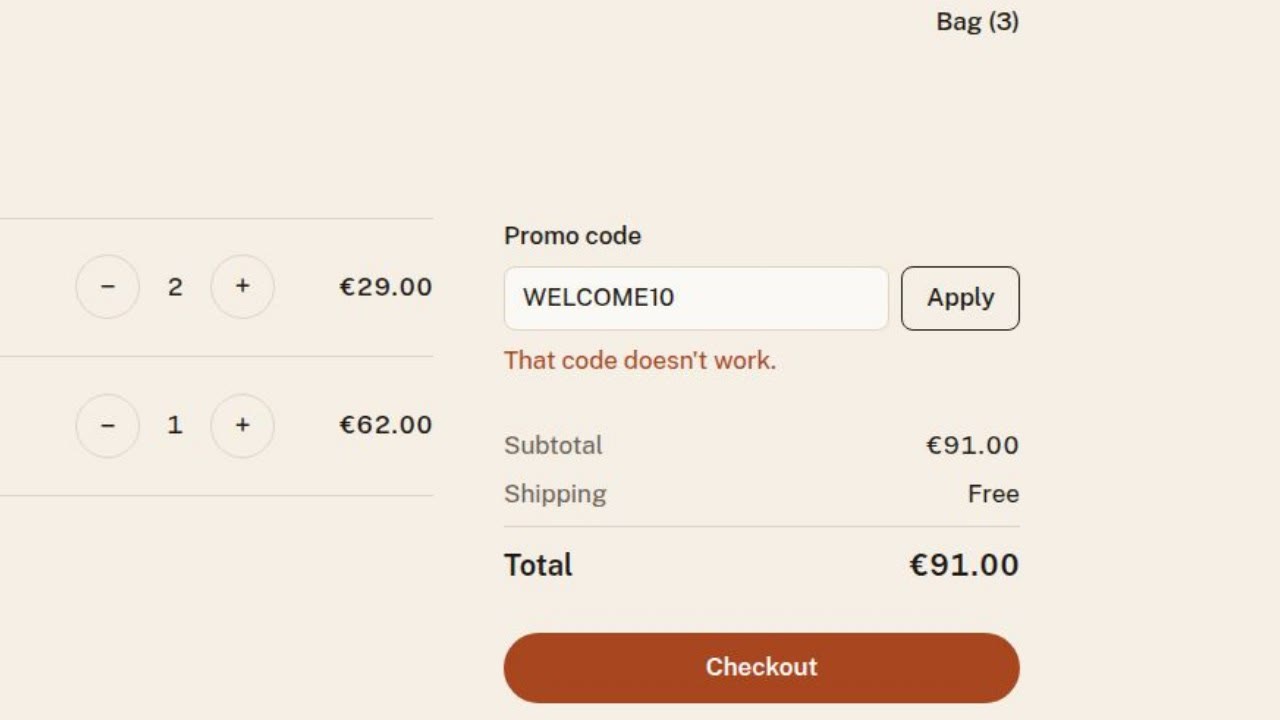 Bag (3)
− 2 + €29.00
− 1 + €62.00
Promo code
WELCOME10 Apply
That code doesn't work.
Subtotal €91.00
Shipping Free
Total €91.00
Checkout